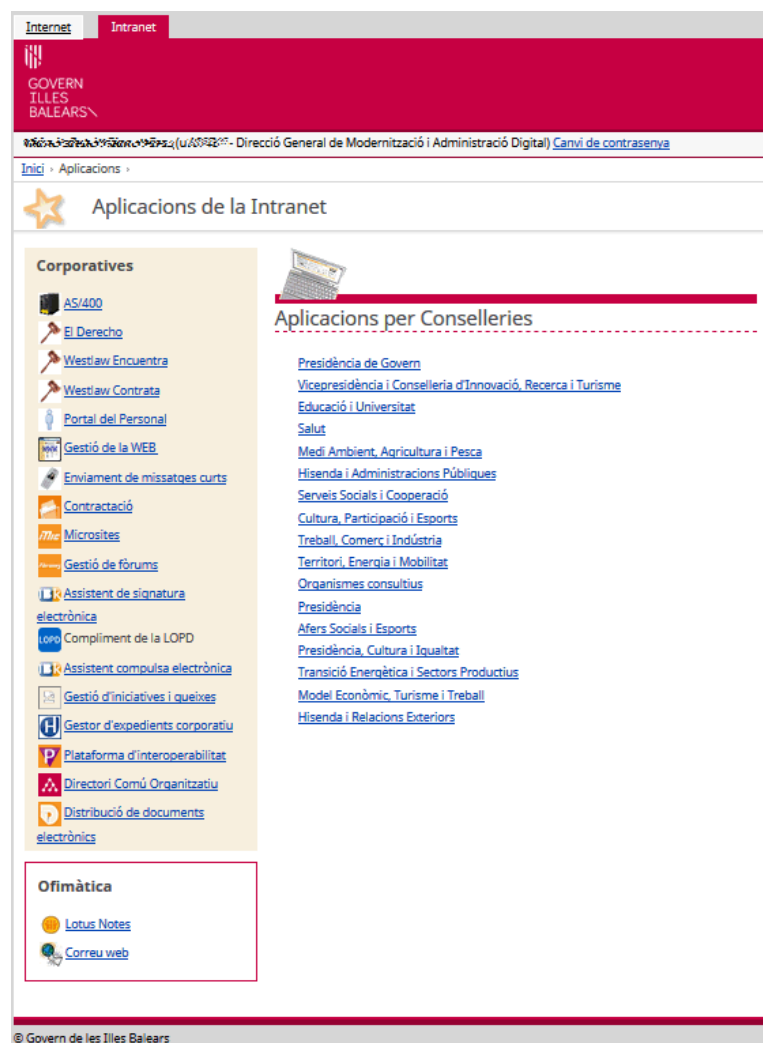 Internet
Intranet
GOVERN
ILLES
BALEARS
- Direcció General de Modernització i Administració Digital) Canvi de contrasenya
Inici › Aplicacions ›
Aplicacions de la Intranet
Corporatives
AS/400
El Derecho
Westlaw Encuentra
Westlaw Contrata
Portal del Personal
Gestió de la WEB
Enviament de missatges curts
Contractació
Microsites
Gestió de fòrums
Assistent de signatura
electrònica
LOPD Compliment de la LOPD
Assistent compulsa electrònica
Gestió d'iniciatives i queixes
Gestor d'expedients corporatiu
Plataforma d'interoperabilitat
Directori Comú Organitzatiu
Distribució de documents
electrònics
Ofimàtica
Lotus Notes
Correu web
Aplicacions per Conselleries
Presidència de Govern
Vicepresidència i Conselleria d'Innovació, Recerca i Turisme
Educació i Universitat
Salut
Medi Ambient, Agricultura i Pesca
Hisenda i Administracions Públiques
Serveis Socials i Cooperació
Cultura, Participació i Esports
Treball, Comerç i Indústria
Territori, Energia i Mobilitat
Organismes consultius
Presidència
Afers Socials i Esports
Presidència, Cultura i Igualtat
Transició Energètica i Sectors Productius
Model Econòmic, Turisme i Treball
Hisenda i Relacions Exteriors
© Govern de les Illes Balears